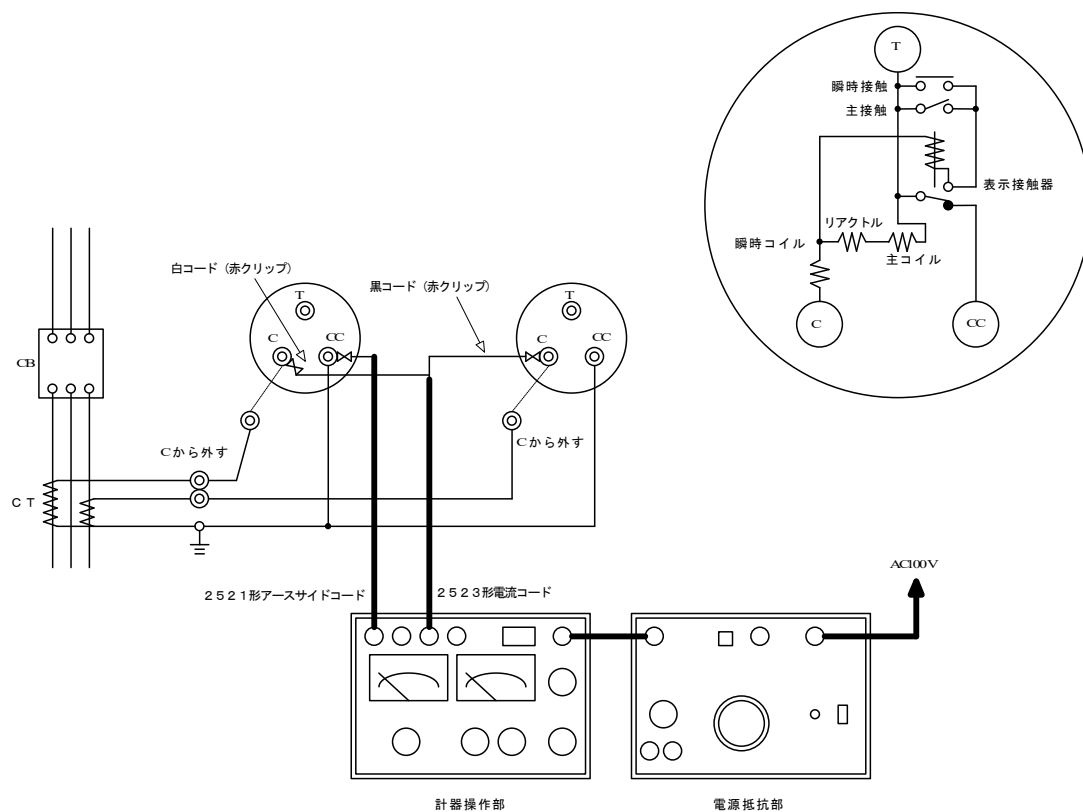 T
瞬時接触
主接触
表示接触器
リアクトル
瞬時コイル
主コイル
C
CC
白コード（赤クリップ）
黒コード（赤クリップ）
T
C
CC
T
C
CC
CB
Cから外す
Cから外す
ＣＴ
２５２１形アースサイドコード
２５２３形電流コード
AC100V
計器操作部
電源抵抗部